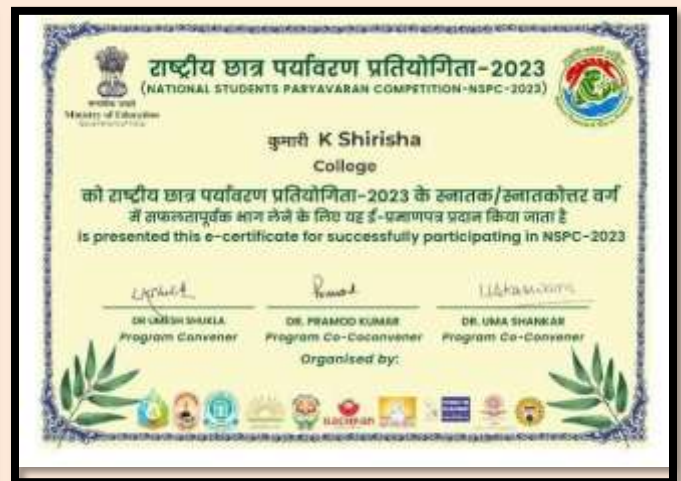 राष्ट्रीय छात्र पर्यावरण प्रतियोगिता-2023
(NATIONAL STUDENTS PARYAVARAN COMPETITION-NSPC-2023)
सत्यमेव जयते
Ministry of Education
कुमारी K Shirisha
College
को राष्ट्रीय छात्र पर्यावरण प्रतियोगिता-2023 के स्नातक/स्नातकोत्तर वर्ग
में सफलतापूर्वक भाग लेने के लिए यह ई-प्रमाणपत्र प्रदान किया जाता है
is presented this e-certificate for successfully participating in NSPC-2023
DR UMESH SHUKLA DR. PRAMOD KUMAR DR. UMA SHANKAR
Program Convener Program Co-Coconvener Program Co-Convener
Organised by: